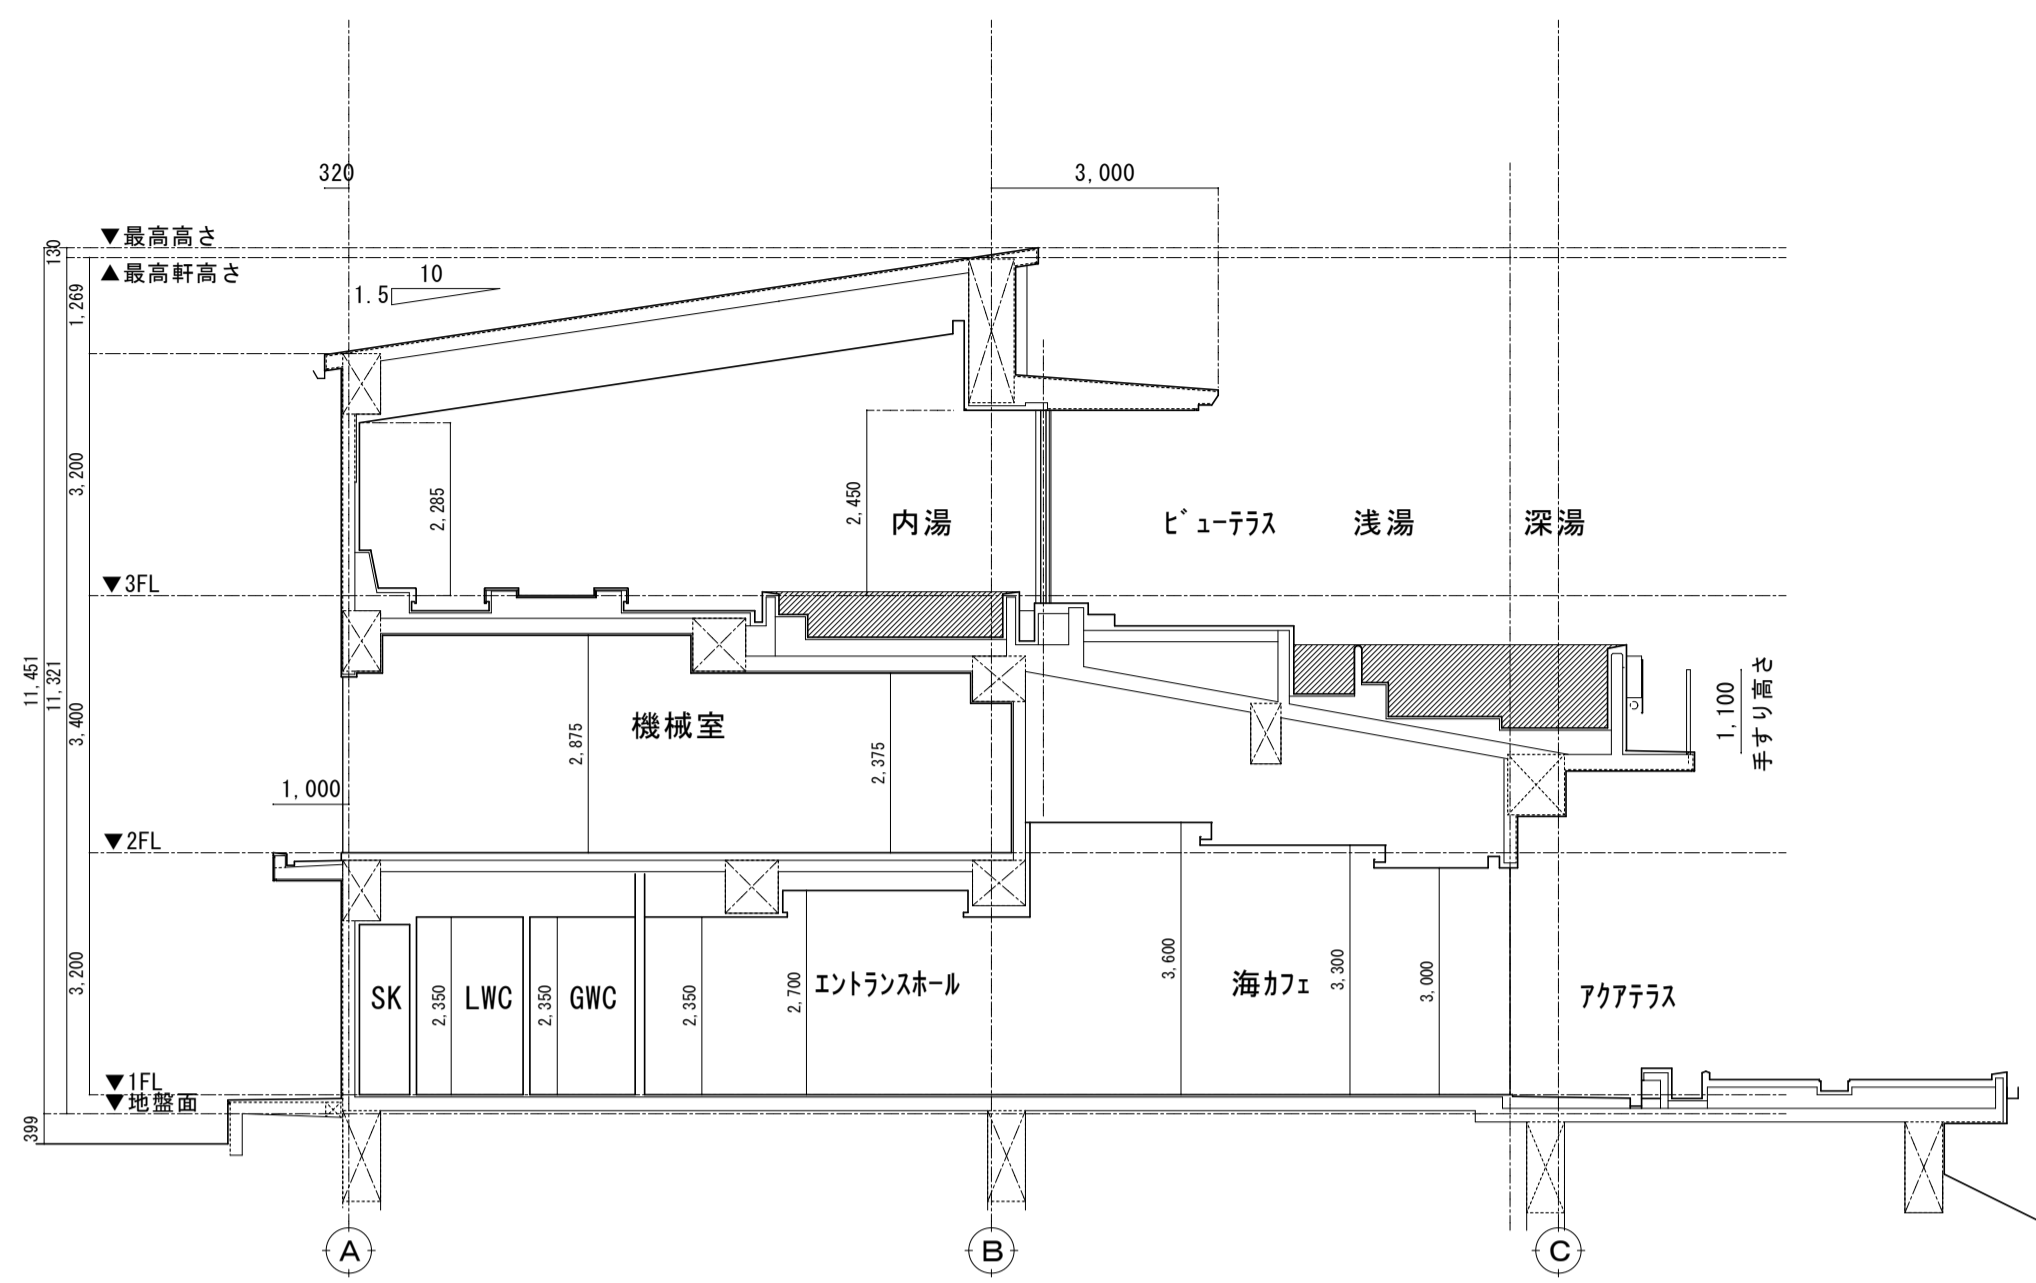 320
3,000
▼最高高さ
130
▲最高軒高さ
10
1.5
1,269
3,200
2,285
2,450
内湯
ビューテラス
浅湯
深湯
▼3FL
11,451
11,321
3,400
機械室
2,875
2,375
1,100
手すり高さ
1,000
▼2FL
3,200
SK
2,350
LWC
2,350
GWC
2,350
2,700
エントランスホール
3,600
海カフェ
3,300
3,000
アクアテラス
▼1FL
▼地盤面
399
A
B
C